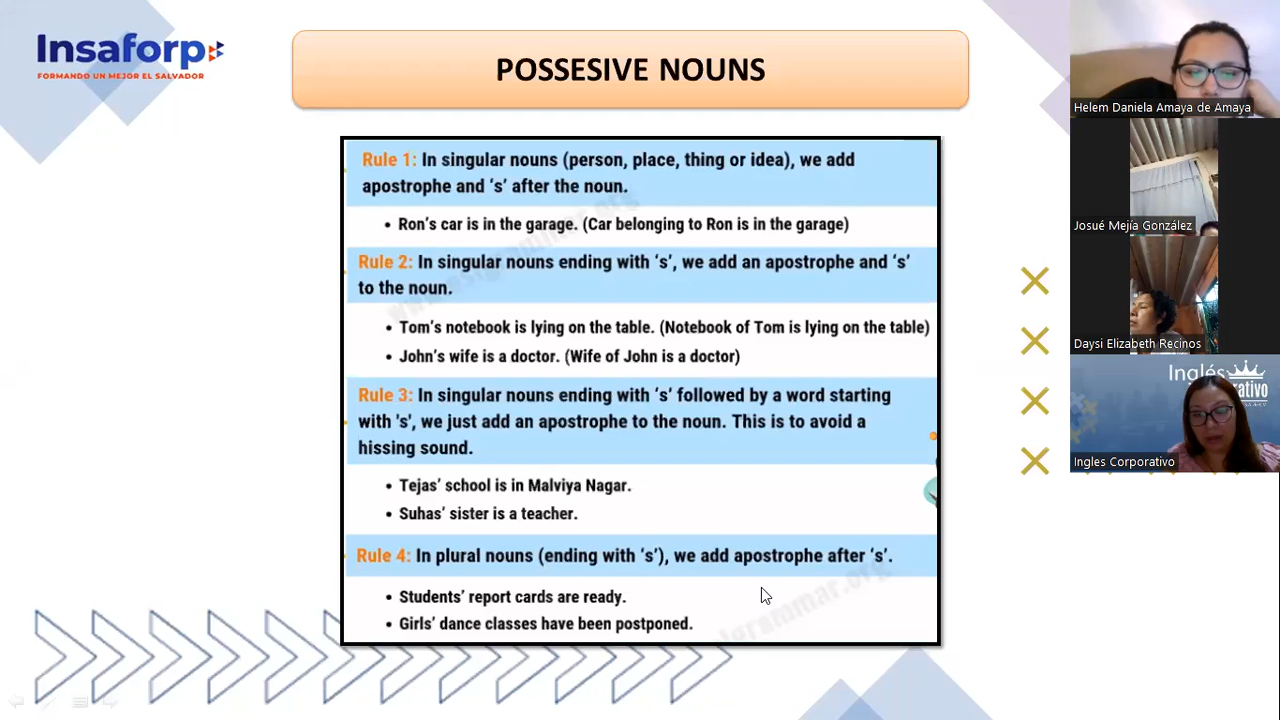 Insaforp
FORMANDO UN MEJOR EL SALVADOR
POSSESIVE NOUNS
Rule 1: In singular nouns (person, place, thing or idea), we add
apostrophe and ‘s’ after the noun.
• Ron’s car is in the garage. (Car belonging to Ron is in the garage)
Rule 2: In singular nouns ending with ‘s’, we add an apostrophe and ‘s’
to the noun.
• Tom’s notebook is lying on the table. (Notebook of Tom is lying on the table)
• John’s wife is a doctor. (Wife of John is a doctor)
Rule 3: In singular nouns ending with ‘s’ followed by a word starting
with 's', we just add an apostrophe to the noun. This is to avoid a
hissing sound.
• Tejas’ school is in Malviya Nagar.
• Suhas’ sister is a teacher.
Rule 4: In plural nouns (ending with ‘s’), we add apostrophe after ‘s’.
• Students’ report cards are ready.
• Girls’ dance classes have been postponed.
Helem Daniela Amaya de Amaya
Josué Mejía González
Daysi Elizabeth Recinos
Inglés
Ingles Corporativo